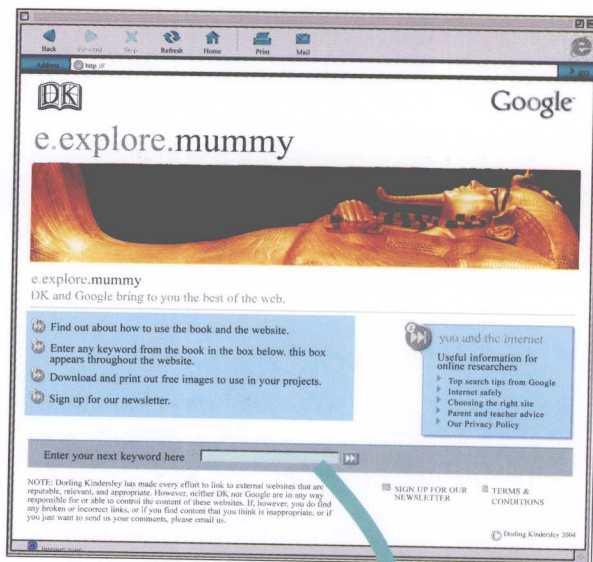 Back Forward Stop Refresh Home Print Mail
Address: http :// > go
DK
Google
e.explore.mummy
e.explore.mummy
DK and Google bring to you the best of the web.
Find out about how to use the book and the website.
Enter any keyword from the book in the box below. this box
appears throughout the website.
Download and print out free images to use in your projects.
Sign up for our newsletter.
you and the internet
Useful information for
online researchers
Top search tips from Google
Internet safely
Choosing the right site
Parent and teacher advice
Our Privacy Policy
Enter your next keyword here
NOTE: Dorling Kindersley has made every effort to link to external websites that are
reputable, relevant, and appropriate. However, neither DK nor Google are in any way
responsible for or able to control the content of these websites. If, however, you do find
any broken or incorrect links, or if you find content that you think is inappropriate, or if
you just want to send us your comments, please email us.
SIGN UP FOR OUR
NEWSLETTER
TERMS &
CONDITIONS
© Dorling Kindersley 2004
Internet zone